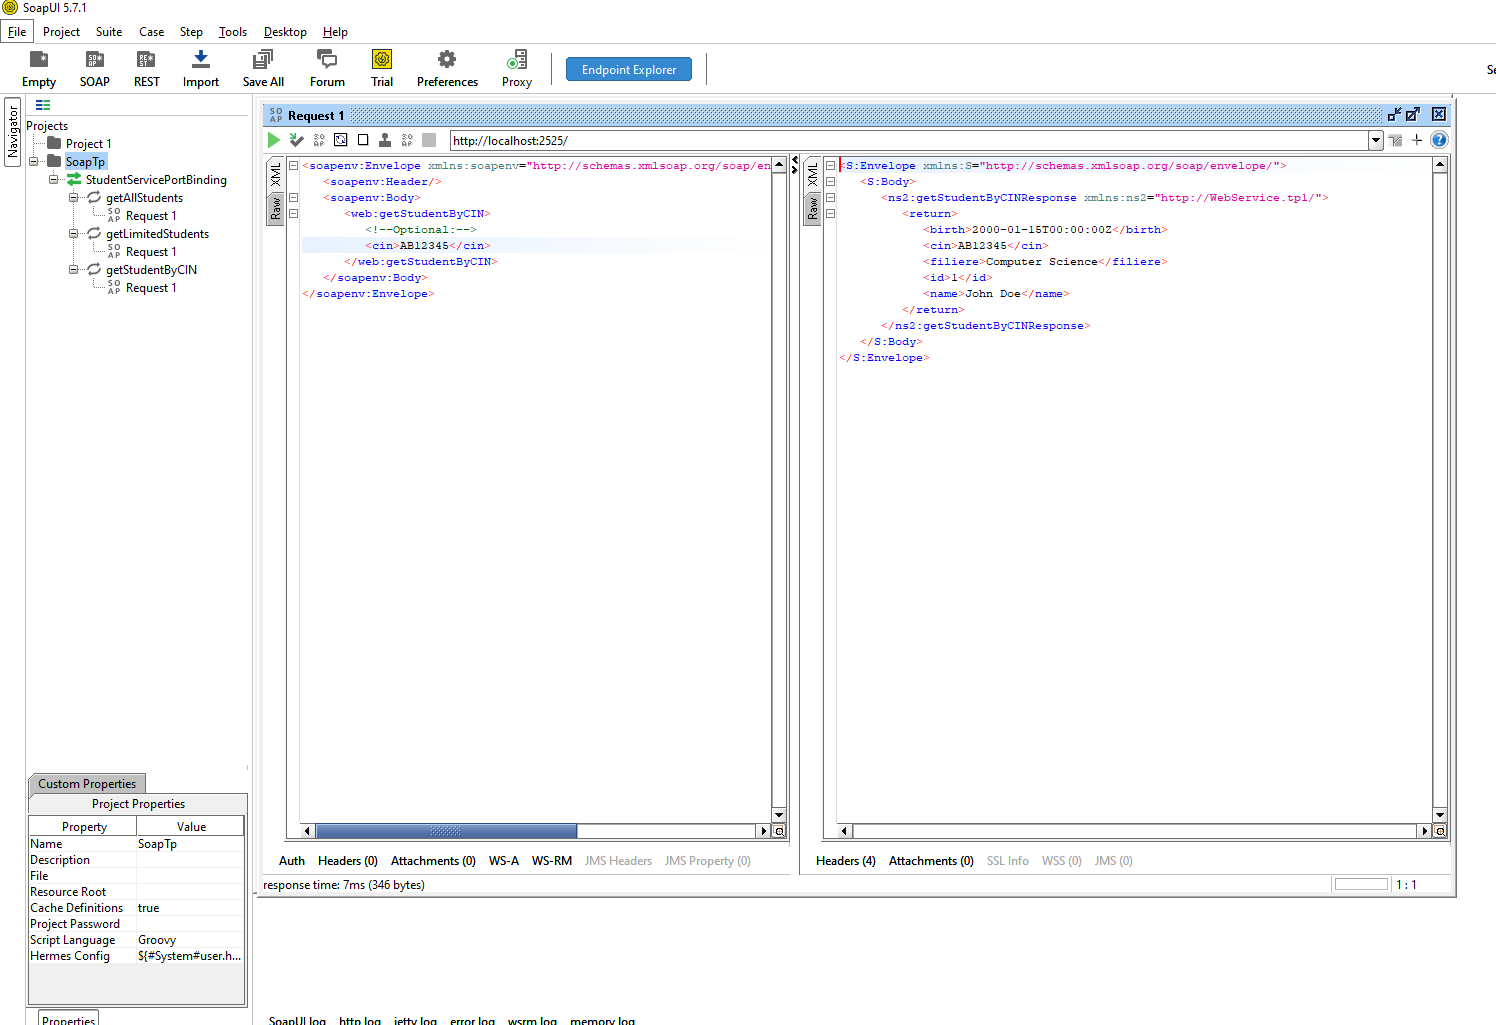 SoapUI 5.7.1
File Project Suite Case Step Tools Desktop Help
Empty SOAP REST Import Save All Forum Trial Preferences Proxy Endpoint Explorer
Navigator
Projects
Project 1
SoapTp
StudentServicePortBinding
getAllStudents
Request 1
getLimitedStudents
Request 1
getStudentByCIN
Request 1
Request 1
http://localhost:2525/
XML
Raw
<soapenv:Envelope xmlns:soapenv="http://schemas.xmlsoap.org/soap/en
<soapenv:Header/>
<soapenv:Body>
<web:getStudentByCIN>
<!--Optional:-->
<cin>AB12345</cin>
</web:getStudentByCIN>
</soapenv:Body>
</soapenv:Envelope>
XML
Raw
<S:Envelope xmlns:S="http://schemas.xmlsoap.org/soap/envelope/">
<S:Body>
<ns2:getStudentByCINResponse xmlns:ns2="http://WebService.tp1/">
<return>
<birth>2000-01-15T00:00:00Z</birth>
<cin>AB12345</cin>
<filiere>Computer Science</filiere>
<id>1</id>
<name>John Doe</name>
</return>
</ns2:getStudentByCINResponse>
</S:Body>
</S:Envelope>
Auth Headers (0) Attachments (0) WS-A WS-RM JMS Headers JMS Property (0)
Headers (4) Attachments (0) SSL Info WSS (0) JMS (0)
response time: 7ms (346 bytes)
1 : 1
Custom Properties
Project Properties
Property Value
Name SoapTp
Description
File
Resource Root
Cache Definitions true
Project Password
Script Language Groovy
Hermes Config ${#System#user.h...
Properties
SoapUI log http log jetty log error log wsrm log memory log